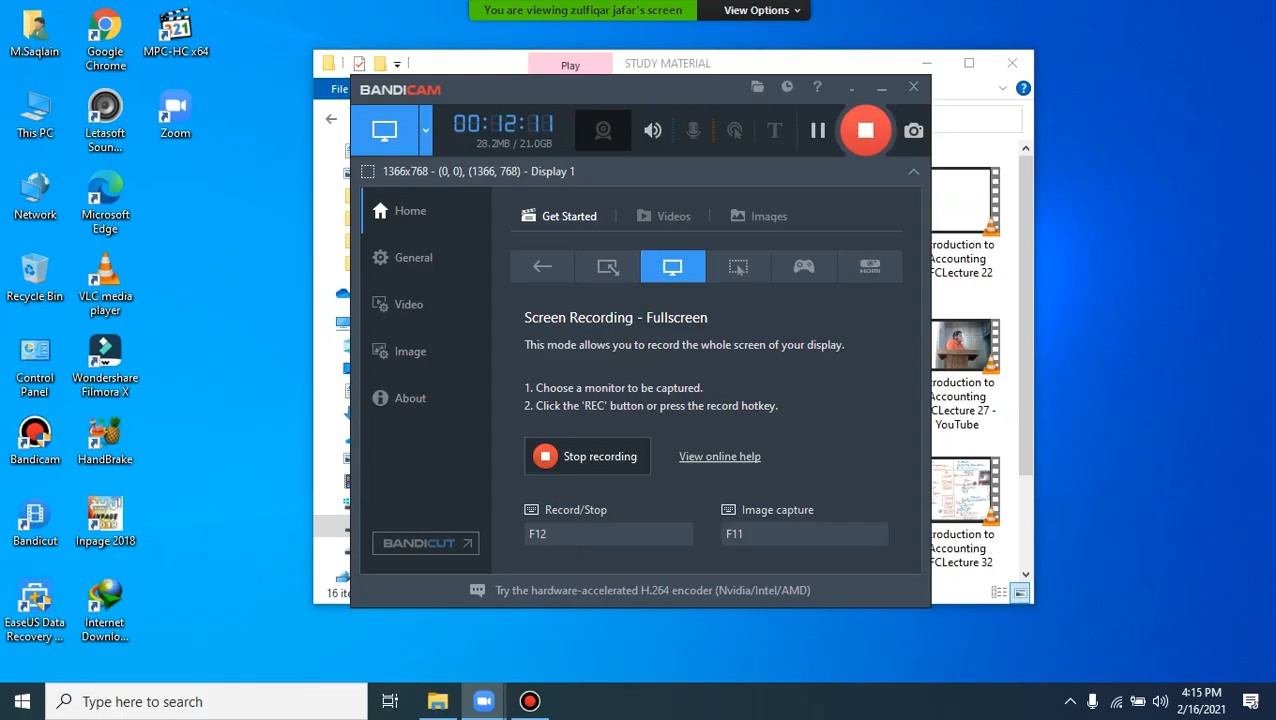 You are viewing zulfiqar jafar's screen
View Options
M.Saqlain
Google
Chrome
MPC-HC x64
This PC
Letasoft
Soun...
Zoom
Network
Microsoft
Edge
Recycle Bin
VLC media
player
Control
Panel
Wondershare
Filmora X
Bandicam
HandBrake
Bandicut
Inpage 2018
EaseUS Data
Recovery ...
Internet
Downlo...
Play
STUDY MATERIAL
File
BANDICAM
00:12:11
28.2MB / 21.0GB
1366x768 - (0, 0), (1366, 768) - Display 1
Home
General
Video
Image
About
BANDICUT
Get Started
Videos
Images
HDMI
Screen Recording - Fullscreen
This mode allows you to record the whole screen of your display.
1. Choose a monitor to be captured.
2. Click the 'REC' button or press the record hotkey.
Stop recording
View online help
Record/Stop
Image capture
F12
F11
Try the hardware-accelerated H.264 encoder (Nvidia/Intel/AMD)
troduction to
Accounting
FCLecture 22
troduction to
Accounting
CLecture 27 -
YouTube
troduction to
Accounting
FCLecture 32
16 ite
Type here to search
4:15 PM
2/16/2021